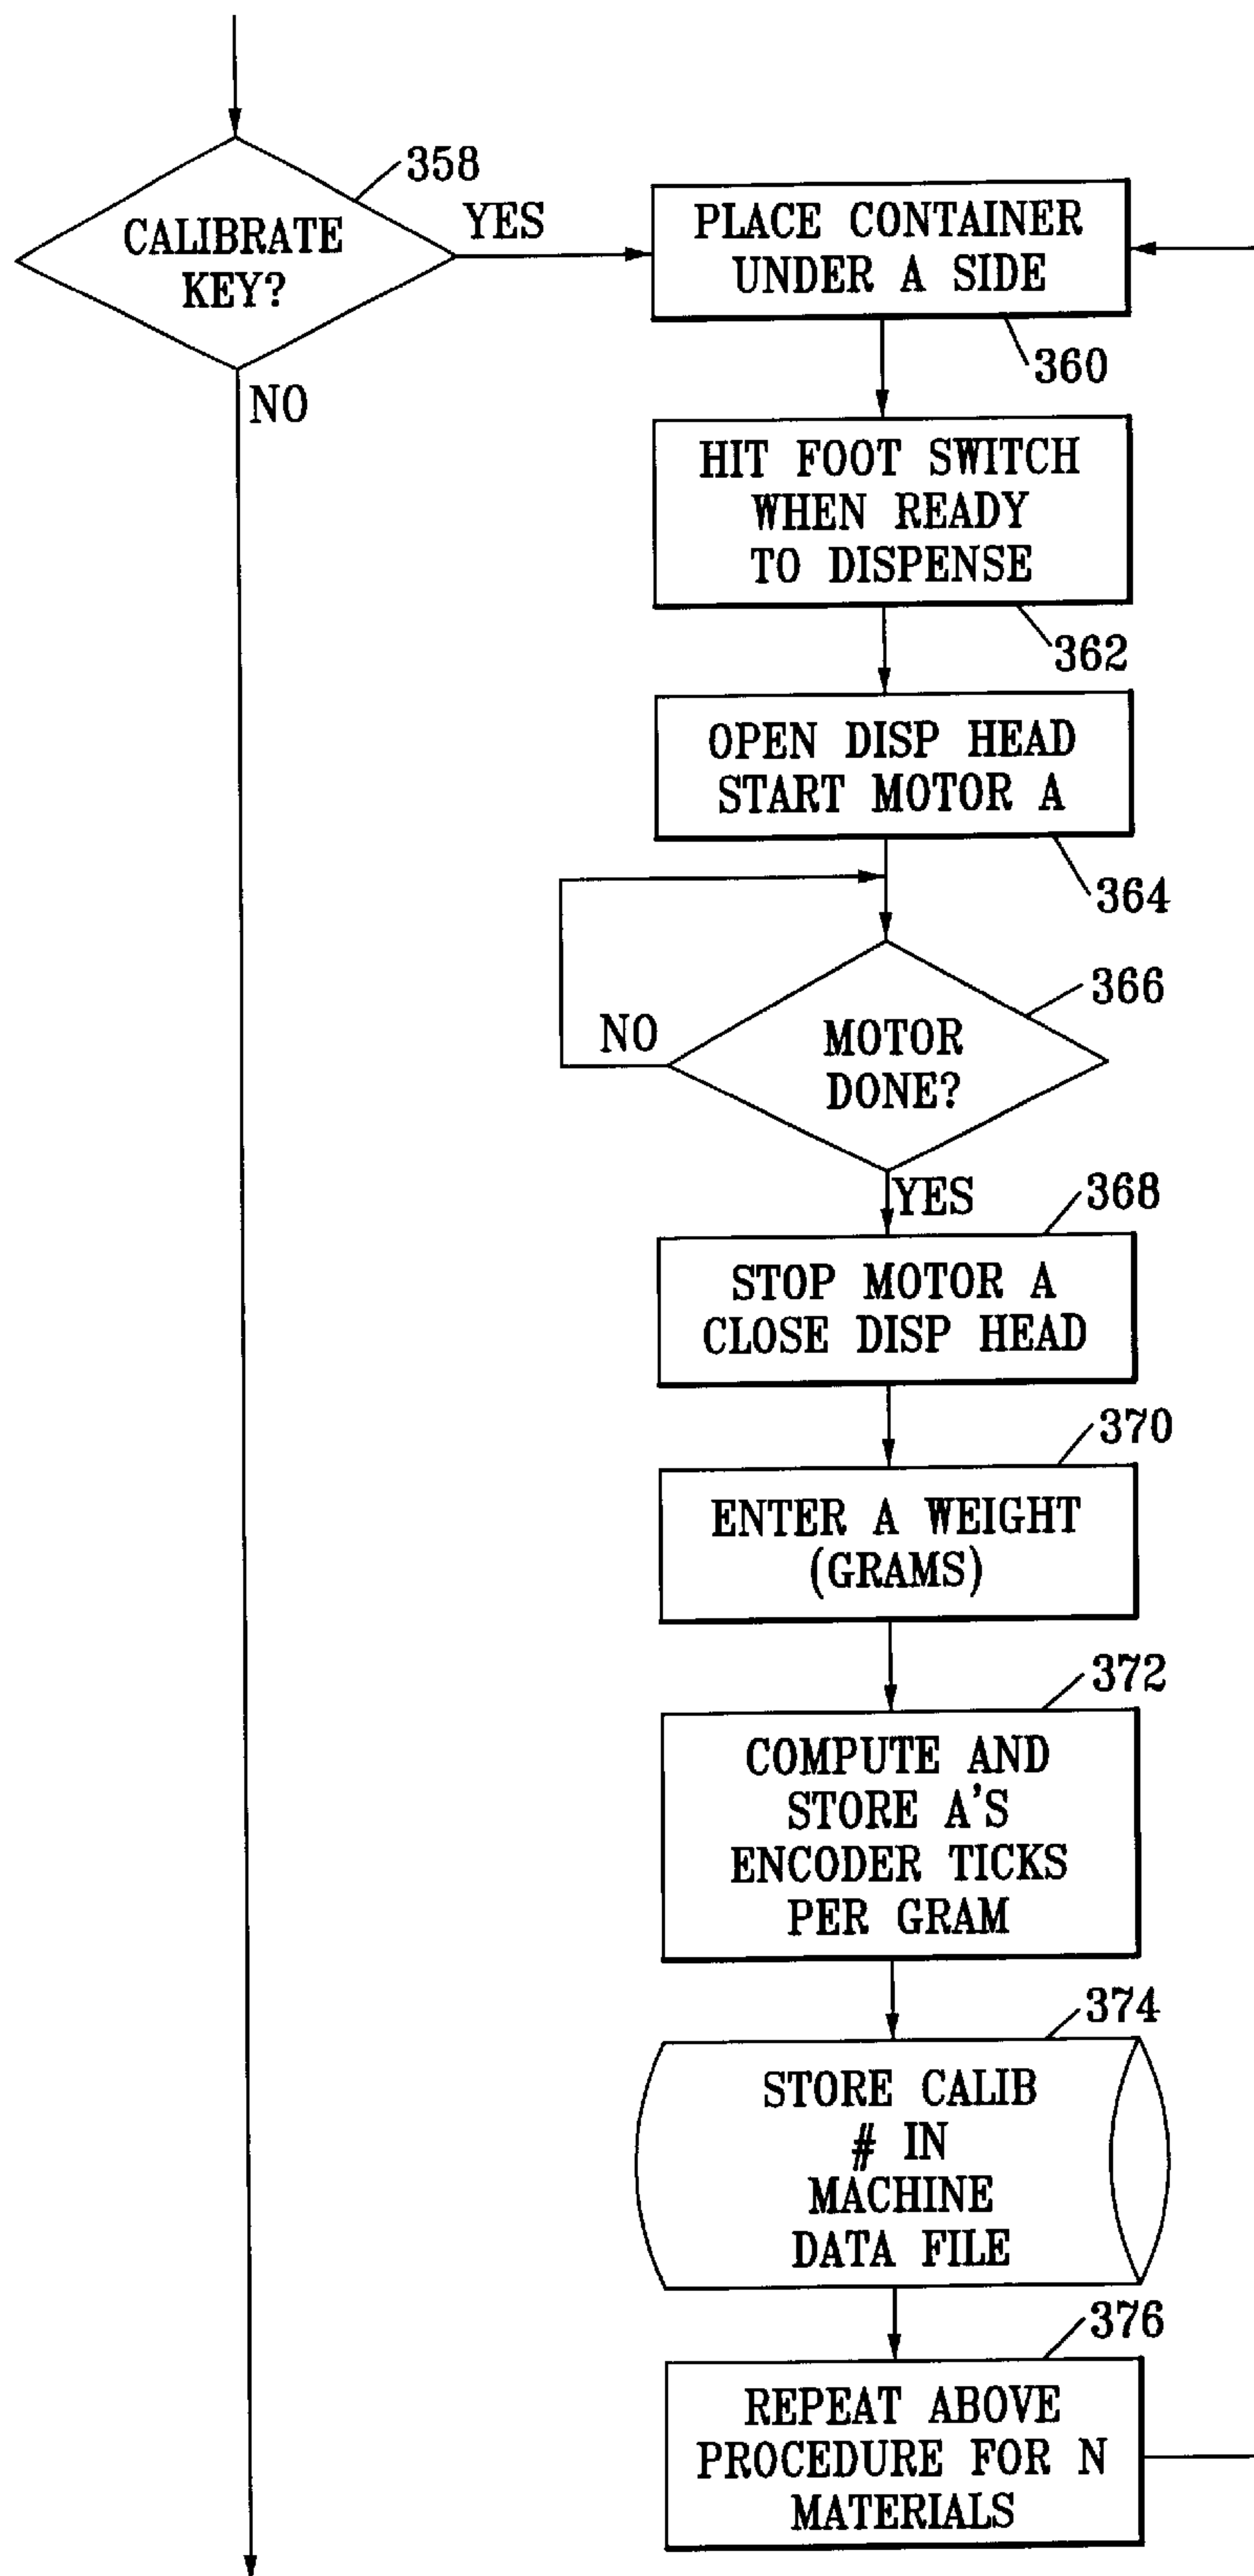 358
CALIBRATE
KEY?
YES
NO
PLACE CONTAINER
UNDER A SIDE
360
HIT FOOT SWITCH
WHEN READY
TO DISPENSE
362
OPEN DISP HEAD
START MOTOR A
364
366
MOTOR
DONE?
NO
YES
368
STOP MOTOR A
CLOSE DISP HEAD
370
ENTER A WEIGHT
(GRAMS)
372
COMPUTE AND
STORE A'S
ENCODER TICKS
PER GRAM
374
STORE CALIB
# IN
MACHINE
DATA FILE
376
REPEAT ABOVE
PROCEDURE FOR N
MATERIALS